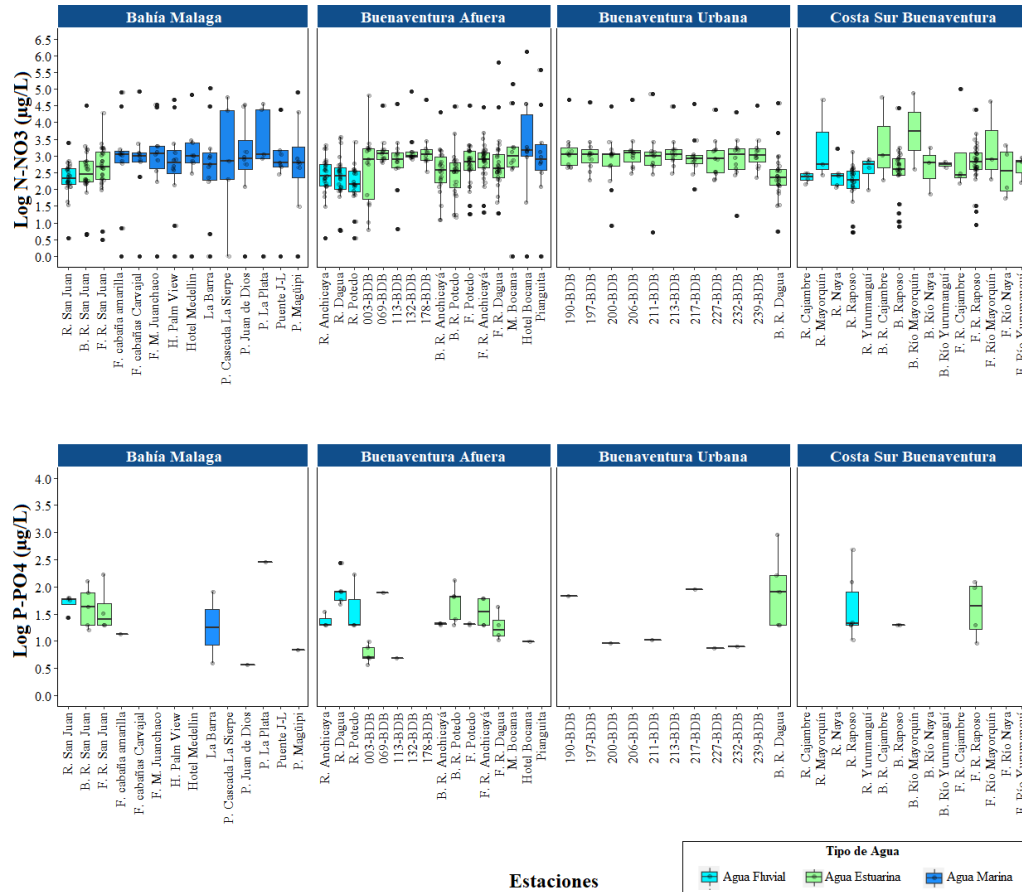 Bahía Malaga
Buenaventura Afuera
Buenaventura Urbana
Costa Sur Buenaventura
Log N-NO3 (µg/L)
6.5
6.0
5.5
5.0
4.5
4.0
3.5
3.0
2.5
2.0
1.5
1.0
0.5
0.0
R. San Juan
B. R. San Juan
F. R. San Juan
F. cabaña amarilla
F. cabañas Carvajal
F. M. Juanchaco
H. Palm View
Hotel Medellin
La Barra
P. Cascada La Sierpe
P. Juan de Dios
P. La Plata
Puente J-L
P. Magüipi
R. Anchicaya
R. Dagua
R. Potedo
003-BDB
069-BDB
113-BDB
132-BDB
178-BDB
B. R. Anchicayá
B. R. Potedo
F. R. Potedo
F. R. Anchicayá
F. R. Dagua
M. Bocana
Hotel Bocana
Pianguita
190-BDB
197-BDB
200-BDB
206-BDB
211-BDB
213-BDB
217-BDB
227-BDB
232-BDB
239-BDB
B. R. Dagua
R. Cajambre
R. Mayorquin
R. Naya
R. Raposo
R. Yurumanguí
B. R. Cajambre
B. Río Mayorquin
B. Raposo
B. Río Naya
B. Río Yurumanguí
F. R. Cajambre
F. R. Raposo
F. Río Mayorquin
F. Río Naya
F. Río Yurumanguí
Bahía Malaga
Buenaventura Afuera
Buenaventura Urbana
Costa Sur Buenaventura
Log P-PO4 (µg/L)
4.0
3.5
3.0
2.5
2.0
1.5
1.0
0.5
0.0
R. San Juan
B. R. San Juan
F. R. San Juan
F. cabaña amarilla
F. cabañas Carvajal
F. M. Juanchaco
H. Palm View
Hotel Medellin
La Barra
P. Cascada La Sierpe
P. Juan de Dios
P. La Plata
Puente J-L
P. Magüipi
R. Anchicaya
R. Dagua
R. Potedo
003-BDB
069-BDB
113-BDB
132-BDB
178-BDB
B. R. Anchicayá
B. R. Potedo
F. R. Potedo
F. R. Anchicayá
F. R. Dagua
M. Bocana
Hotel Bocana
Pianguita
190-BDB
197-BDB
200-BDB
206-BDB
211-BDB
213-BDB
217-BDB
227-BDB
232-BDB
239-BDB
B. R. Dagua
R. Cajambre
R. Mayorquin
R. Naya
R. Raposo
R. Yurumanguí
B. R. Cajambre
B. Raposo
B. Río Mayorquin
B. Río Naya
B. Río Yurumanguí
F. R. Cajambre
F. R. Raposo
F. Río Mayorquin
F. Río Naya
F. Río Yurumanguí
Estaciones
Tipo de Agua
Agua Fluvial
Agua Estuarina
Agua Marina